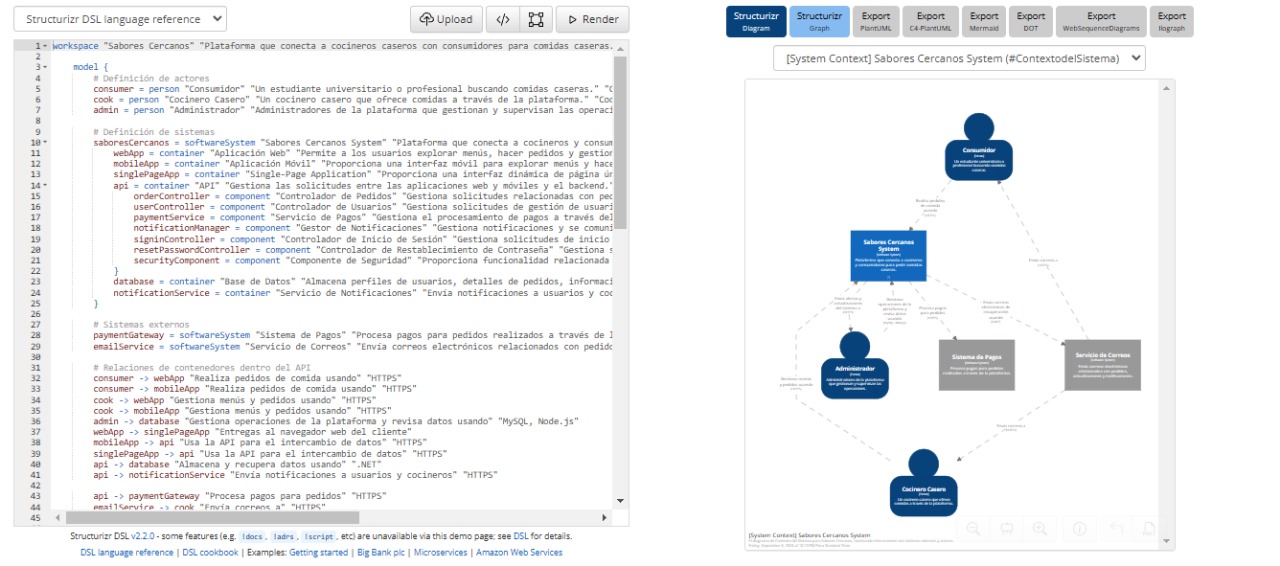 Structurizr DSL language reference
Upload
</>
Render
1 workspace "Sabores Cercanos" "Plataforma que conecta a cocineros caseros con consumidores para comidas caseras.
2
3 model {
4 # Definición de actores
5 consumer = person "Consumidor" "Un estudiante universitario o profesional buscando comidas caseras." "C
6 cook = person "Cocinero Casero" "Un cocinero casero que ofrece comidas a través de la plataforma." "Coc
7 admin = person "Administrador" "Administradores de la plataforma que gestionan y supervisan las operaci
8
9 # Definición de sistemas
10 saboresCercanos = softwareSystem "Sabores Cercanos System" "Plataforma que conecta a cocineros y consum
11 webApp = container "Aplicación Web" "Permite a los usuarios explorar menús, hacer pedidos y gestion
12 mobileApp = container "Aplicación Móvil" "Proporciona una interfaz móvil para explorar menús y hace
13 singlePageApp = container "Single-Page Application" "Proporciona una interfaz dinámica de página ún
14 api = container "API" "Gestiona las solicitudes entre las aplicaciones web y móviles y el backend."
15 orderController = component "Controlador de Pedidos" "Gestiona solicitudes relacionadas con ped
16 userController = component "Controlador de Usuarios" "Gestiona solicitudes de gestión de usuari
17 paymentService = component "Servicio de Pagos" "Gestiona el procesamiento de pagos a través del
18 notificationManager = component "Gestor de Notificaciones" "Gestiona notificaciones y se comuni
19 signinController = component "Controlador de Inicio de Sesión" "Gestiona solicitudes de inicio
20 resetPasswordController = component "Controlador de Restablecimiento de Contraseña" "Gestiona s
21 securityComponent = component "Componente de Seguridad" "Proporciona funcionalidad relacionada
22 }
23 database = container "Base de Datos" "Almacena perfiles de usuarios, detalles de pedidos, informaci
24 notificationService = container "Servicio de Notificaciones" "Envía notificaciones a usuarios y coc
25 }
26
27 # Sistemas externos
28 paymentGateway = softwareSystem "Sistema de Pagos" "Procesa pagos para pedidos realizados a través de l
29 emailService = softwareSystem "Servicio de Correos" "Envía correos electrónicos relacionados con pedido
30
31 # Relaciones de contenedores dentro del API
32 consumer -> webApp "Realiza pedidos de comida usando" "HTTPS"
33 consumer -> mobileApp "Realiza pedidos de comida usando" "HTTPS"
34 cook -> webApp "Gestiona menús y pedidos usando" "HTTPS"
35 cook -> mobileApp "Gestiona menús y pedidos usando" "HTTPS"
36 admin -> database "Gestiona operaciones de la plataforma y revisa datos usando" "MySQL, Node.js"
37 webApp -> singlePageApp "Entregas al navegador web del cliente"
38 mobileApp -> api "Usa la API para el intercambio de datos" "HTTPS"
39 singlePageApp -> api "Usa la API para el intercambio de datos" "HTTPS"
40 api -> database "Almacena y recupera datos usando" ".NET"
41 api -> notificationService "Envía notificaciones a usuarios y cocineros" "HTTPS"
42
43 api -> paymentGateway "Procesa pagos para pedidos" "HTTPS"
44 emailService -> cook "Envía correos a" "HTTPS"
45
Structurizr DSL v2.2.0 - some features (e.g. !docs, !adrs, !script, etc) are unavailable via this demo page; see DSL for details.
DSL language reference | DSL cookbook | Examples: Getting started | Big Bank plc | Microservices | Amazon Web Services
Structurizr Diagram
Structurizr Graph
Export PlantUML
Export C4-PlantUML
Export Mermaid
Export DOT
Export WebSequenceDiagrams
Export Ilograph
[System Context] Sabores Cercanos System (#ContextodelSistema)
Consumidor
Sabores Cercanos
System
Administrador
Sistema de Pagos
Servicio de Correos
Cocinero Casero
[System Context] Sabores Cercanos System